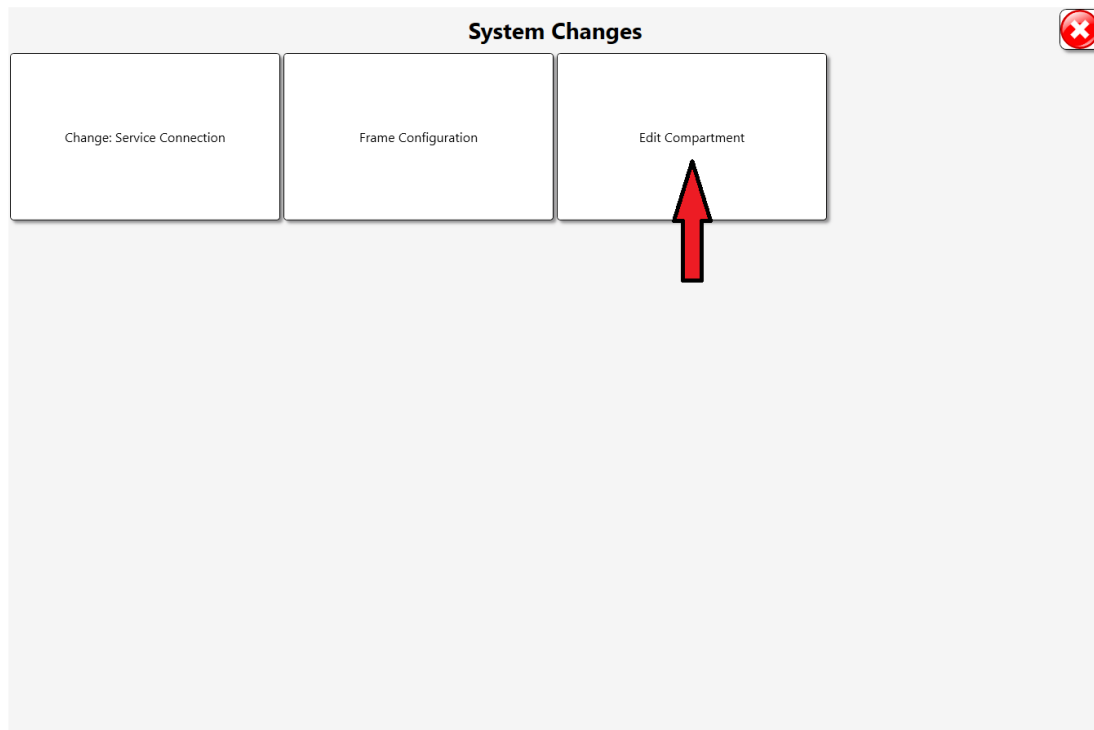 System Changes
Change: Service Connection
Frame Configuration
Edit Compartment